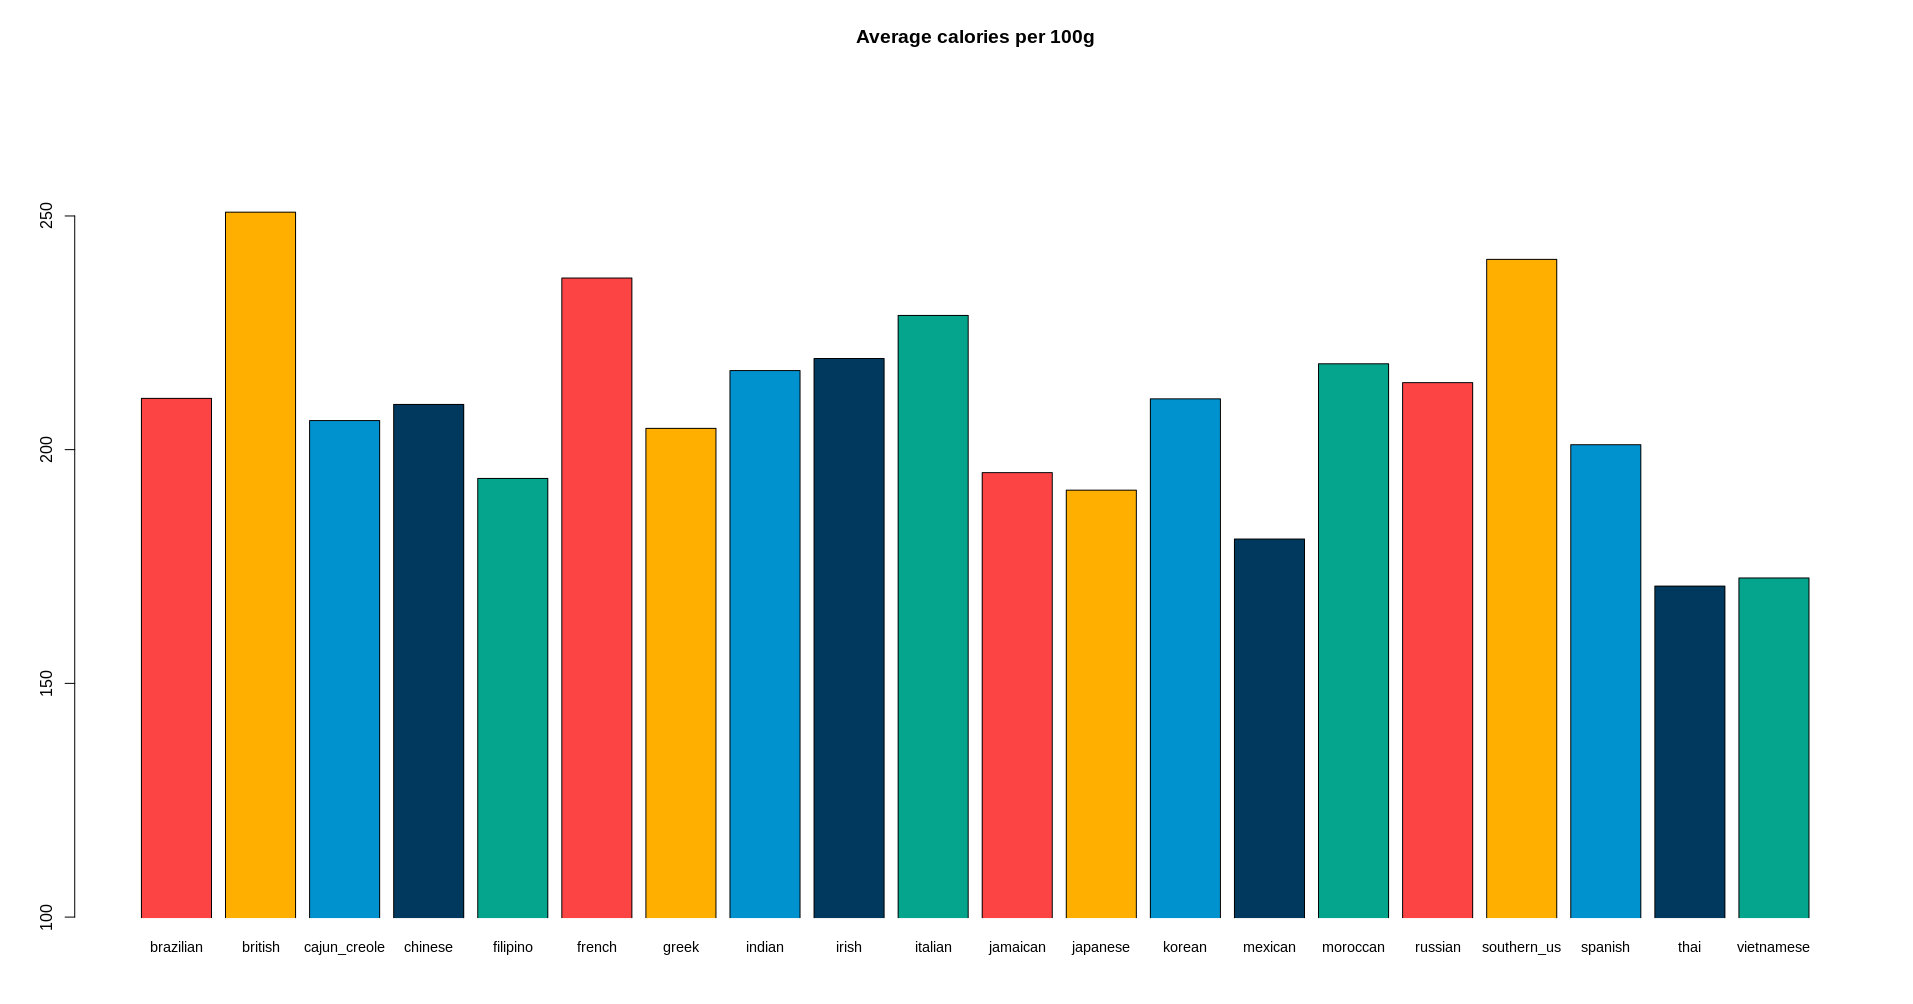 Average calories per 100g
250
200
150
100
brazilian british cajun_creole chinese filipino french greek indian irish italian jamaican japanese korean mexican moroccan russian southern_us spanish thai vietnamese